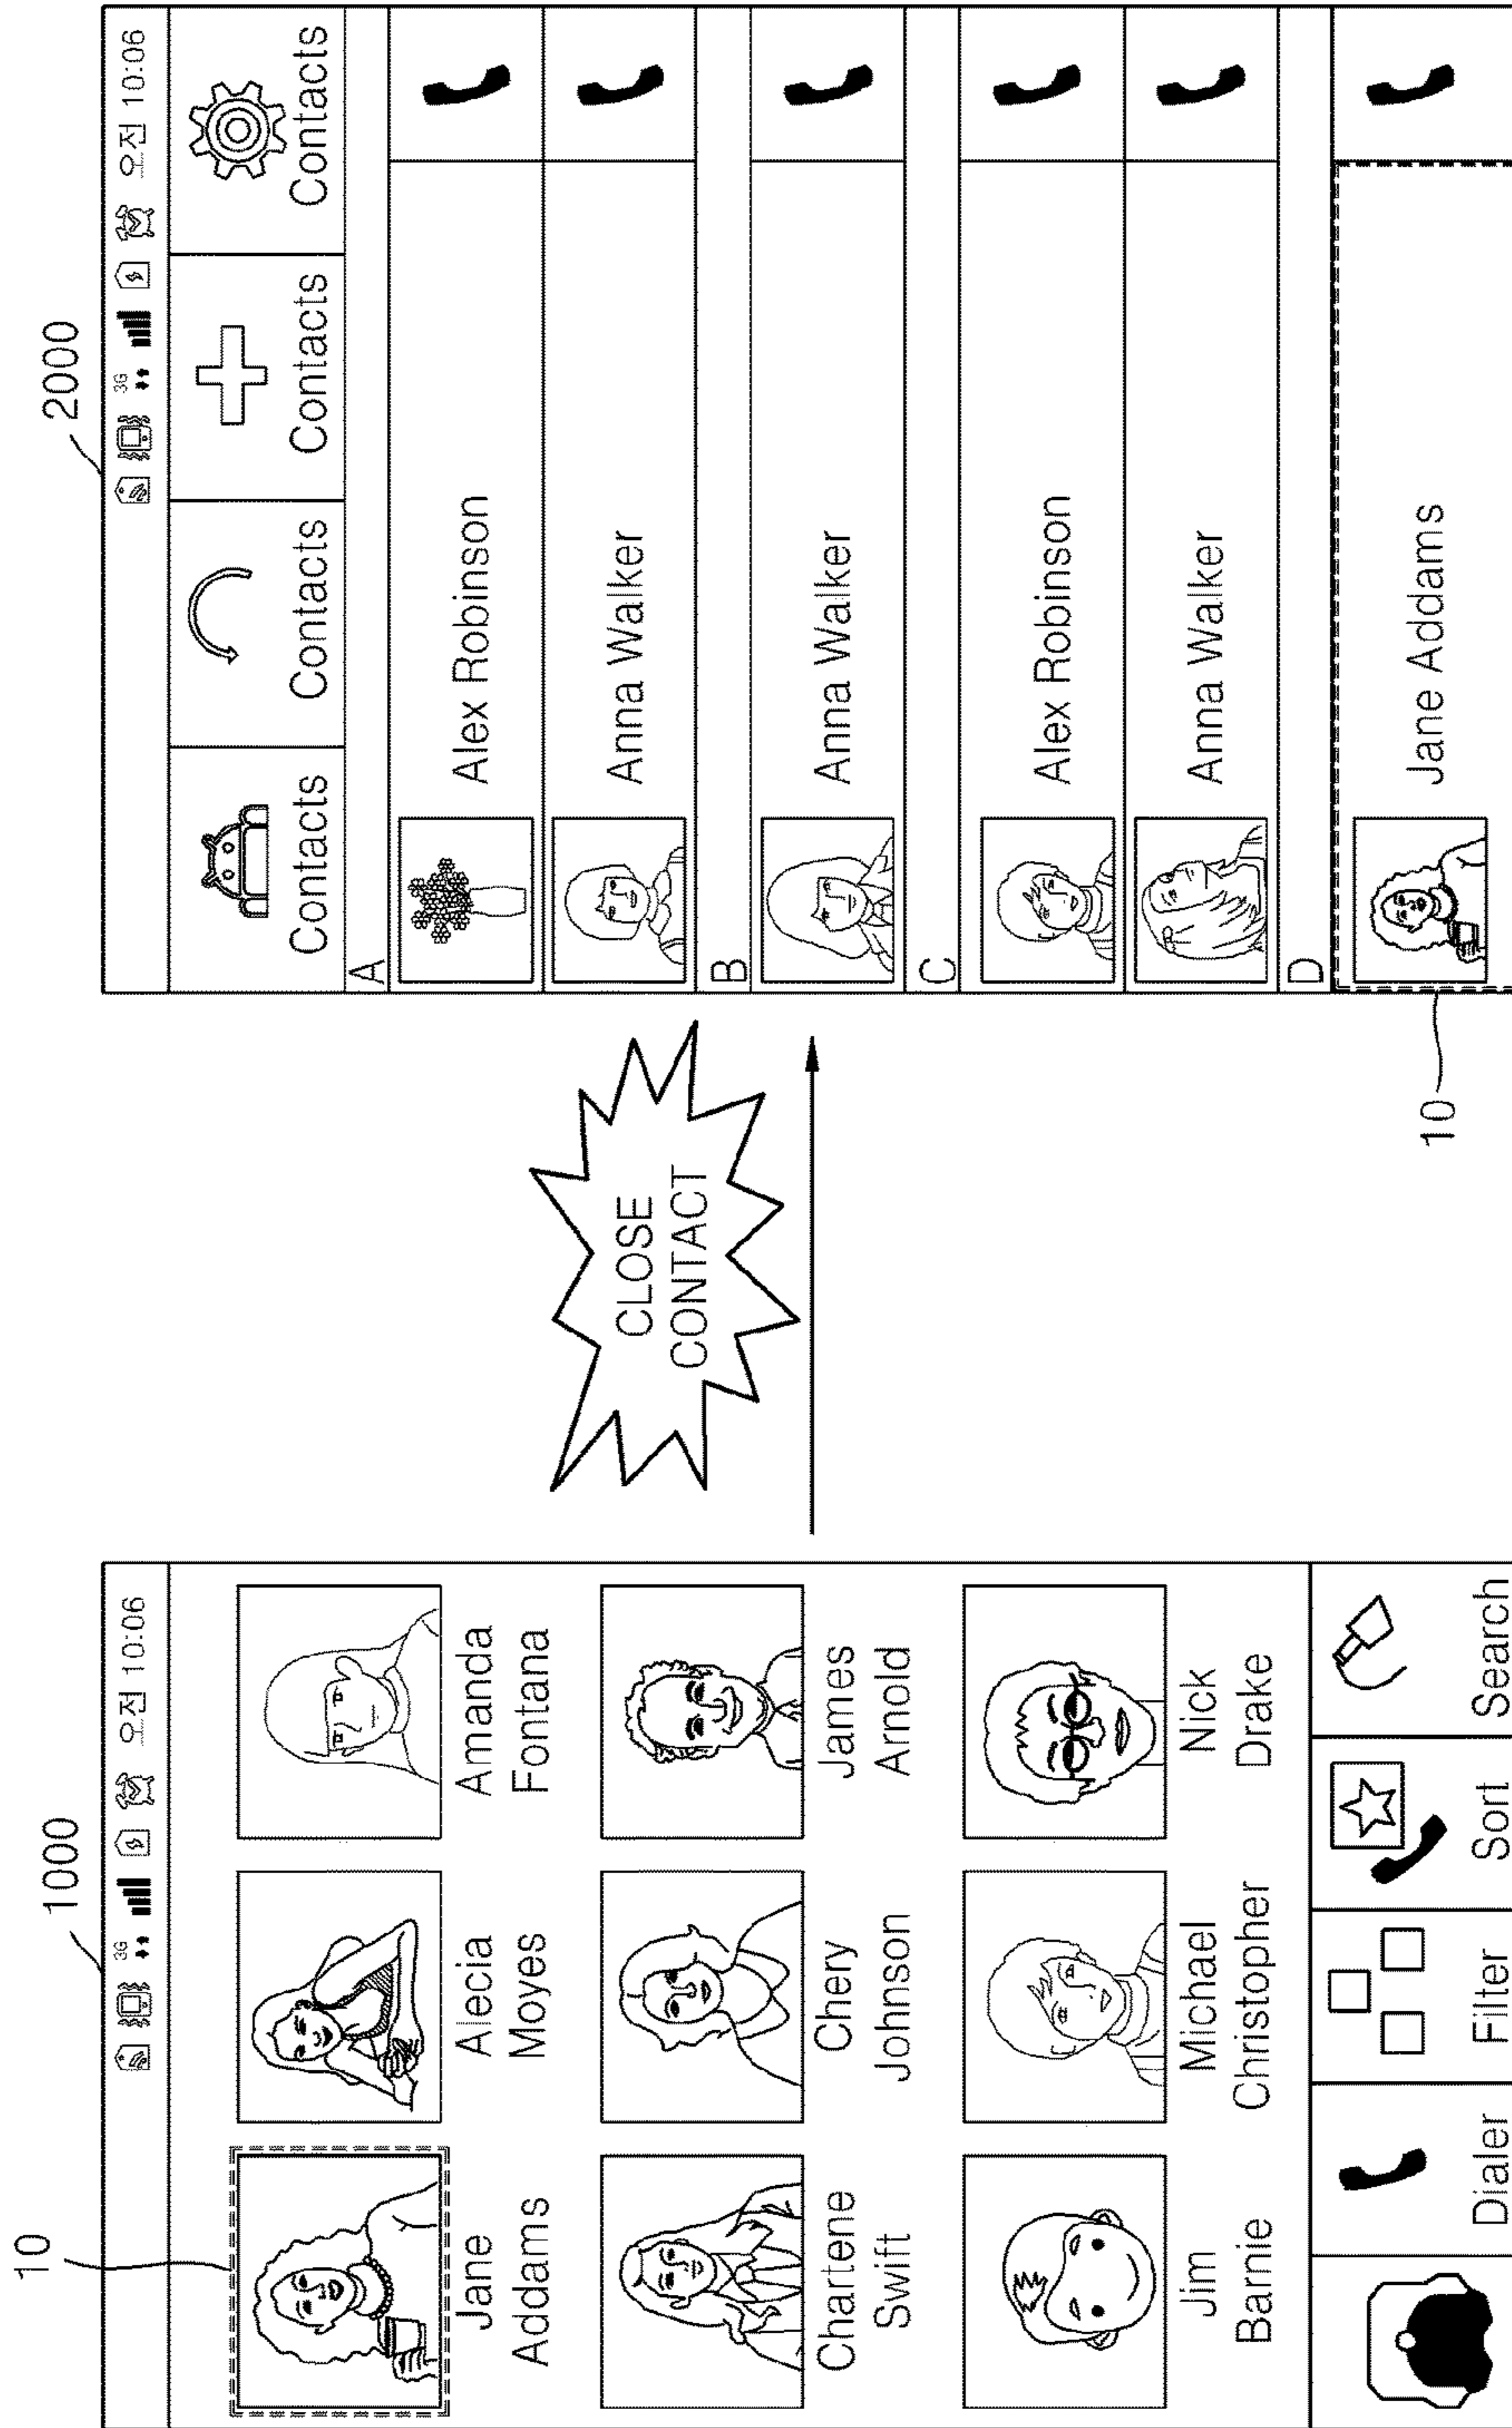 1000
10
3G 오전 10:06
Jane
Addams
Alecia
Moyes
Amanda
Fontana
Chartene
Swift
Chery
Johnson
James
Arnold
Jim
Barnie
Michael
Christopher
Nick
Drake
Dialer
Filter
Sort
Search
CLOSE
CONTACT
2000
3G 오전 10:06
Contacts
Contacts
Contacts
Contacts
A
Alex Robinson
Anna Walker
B
Anna Walker
C
Alex Robinson
Anna Walker
D
Jane Addams
10